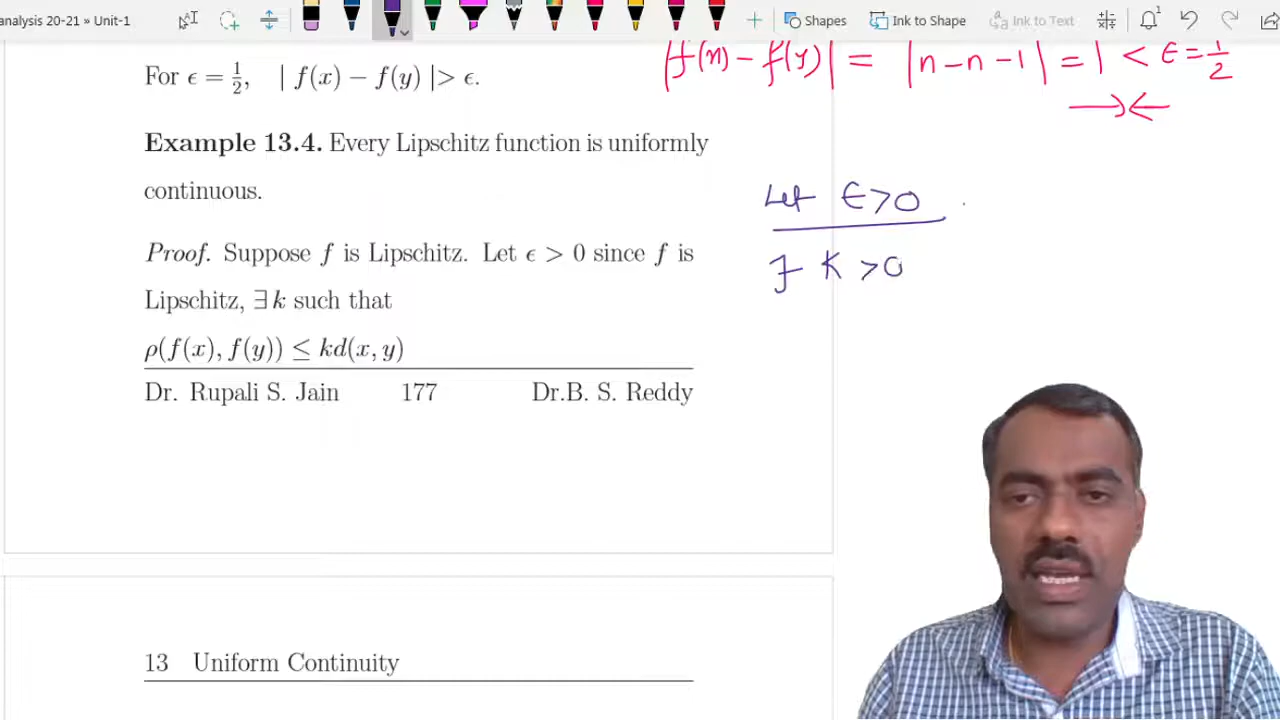 analysis 20-21 » Unit-1
Shapes
Ink to Shape
Ink to Text
|f(x) - f(y)| = |n-n-1| = 1 < ϵ = 1/2
For ϵ = 1/2, | f(x) − f(y) |> ϵ.
→←
Example 13.4. Every Lipschitz function is uniformly
continuous.
Let ϵ>0
Proof. Suppose f is Lipschitz. Let ϵ > 0 since f is
∃ K >0
Lipschitz, ∃ k such that
ρ(f(x), f(y)) ≤ kd(x, y)
Dr. Rupali S. Jain 177 Dr.B. S. Reddy
13 Uniform Continuity